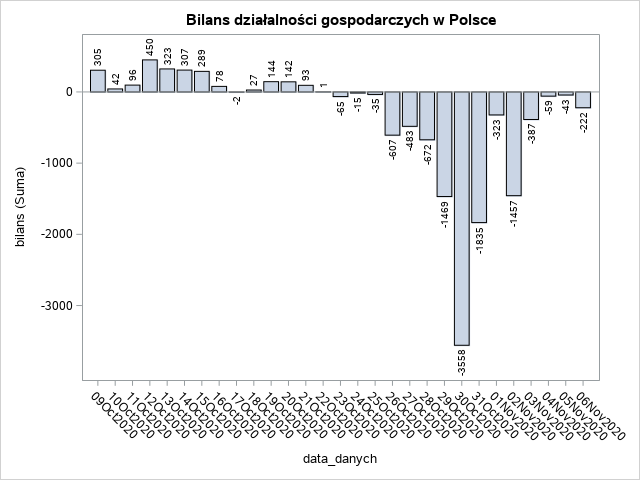 Bilans działalności gospodarczych w Polsce
bilans (Suma)
0
-1000
-2000
-3000
305
42
96
450
323
307
289
78
-2
27
144
142
93
1
-65
-15
-35
-607
-483
-672
-1469
-3558
-1835
-323
-1457
-387
-59
-43
-222
09Oct2020
10Oct2020
11Oct2020
12Oct2020
13Oct2020
14Oct2020
15Oct2020
16Oct2020
17Oct2020
18Oct2020
19Oct2020
20Oct2020
21Oct2020
22Oct2020
23Oct2020
24Oct2020
25Oct2020
26Oct2020
27Oct2020
28Oct2020
29Oct2020
30Oct2020
31Oct2020
01Nov2020
02Nov2020
03Nov2020
04Nov2020
05Nov2020
06Nov2020
data_danych